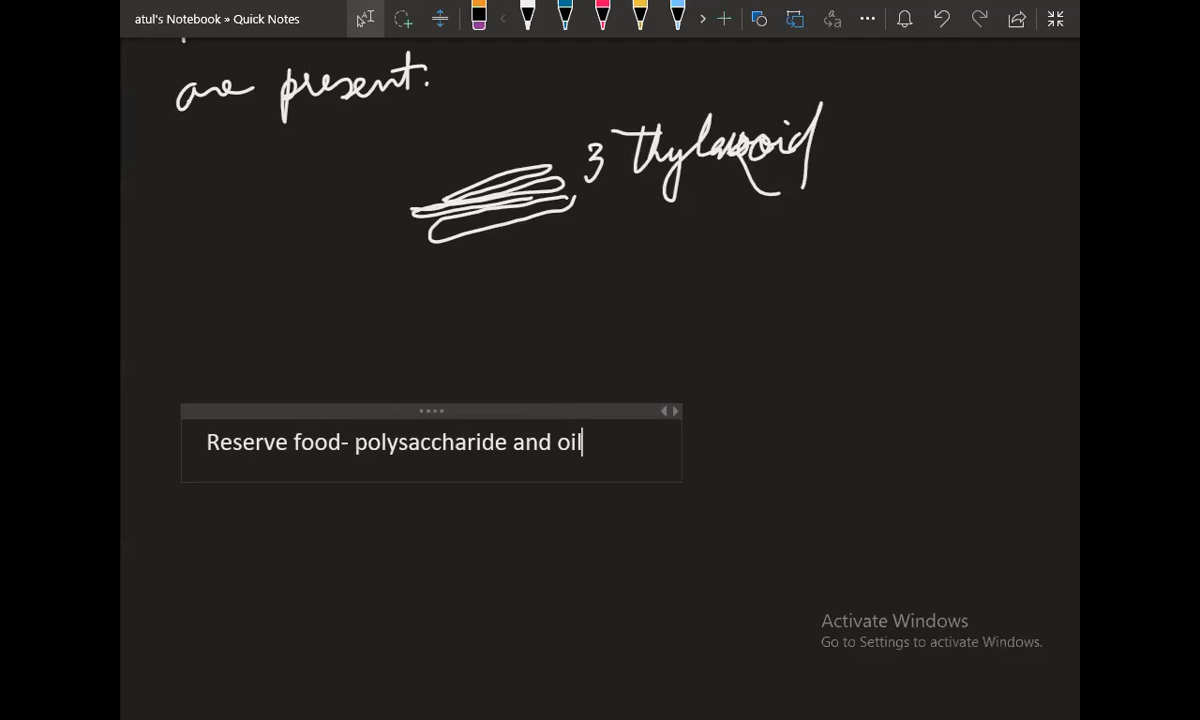 atul's Notebook » Quick Notes
are present.
3 Thylakoid
Reserve food- polysaccharide and oil
Activate Windows
Go to Settings to activate Windows.